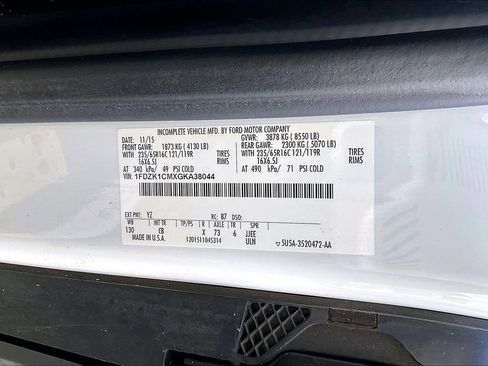 INCOMPLETE VEHICLE MFD. BY FORD MOTOR COMPANY
DATE: 11/15 GVWR: 3878 KG ( 8550 LB)
FRONT GAWR: 1873 KG ( 4130 LB) REAR GAWR: 2300 KG ( 5070 LB)
WITH 235/65R16C 121/119R TIRES WITH 235/65R16C 121/119R TIRES
16X6.5J RIMS 16X6.5J RIMS
AT 340 kPa/ 49 PSI COLD AT 490 kPa/ 71 PSI COLD
VIN: 1FDZK1CMXGKA38044
EXT PNT: YZ RC: 87 DSO:
WB INT TR TP/PS R AXLE TR SPR
130 CB X 73 6 JJEE
MADE IN U.S.A. 1201511045314 ULN 5U5A-3520472-AA